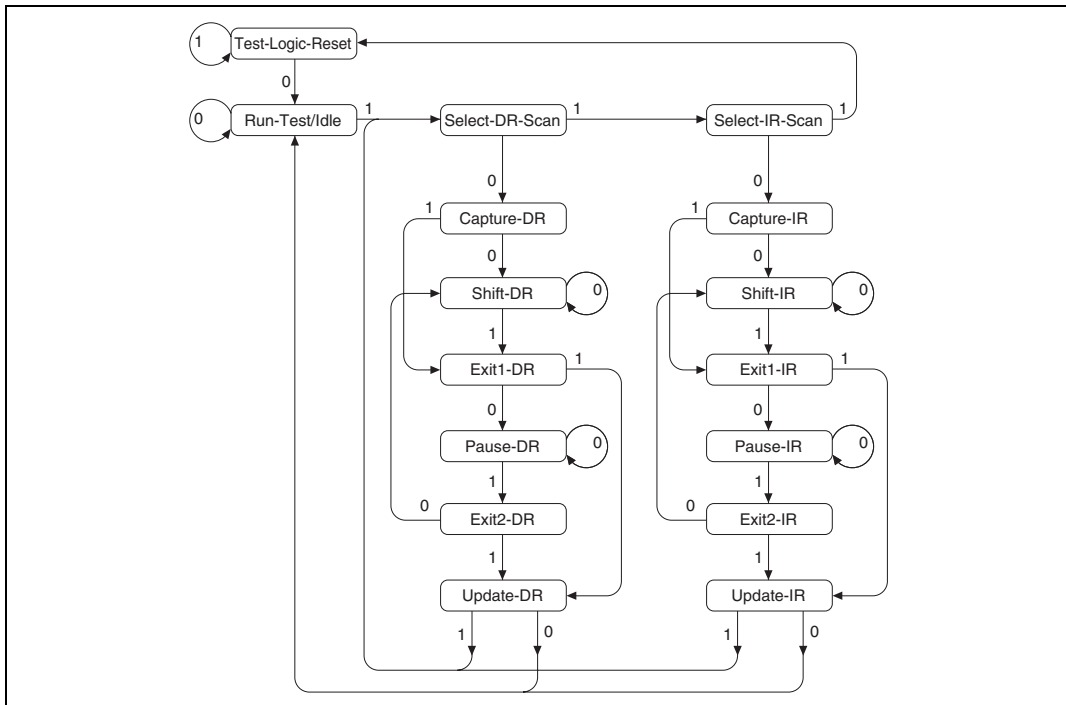 1 Test-Logic-Reset
0
0 Run-Test/Idle 1 Select-DR-Scan 1 Select-IR-Scan 1
0 0
1 Capture-DR 1 Capture-IR
0 0
Shift-DR 0 Shift-IR 0
1 1
Exit1-DR 1 Exit1-IR 1
0 0
Pause-DR 0 Pause-IR 0
1 1
0 Exit2-DR 0 Exit2-IR
1 1
Update-DR Update-IR
1 0 1 0